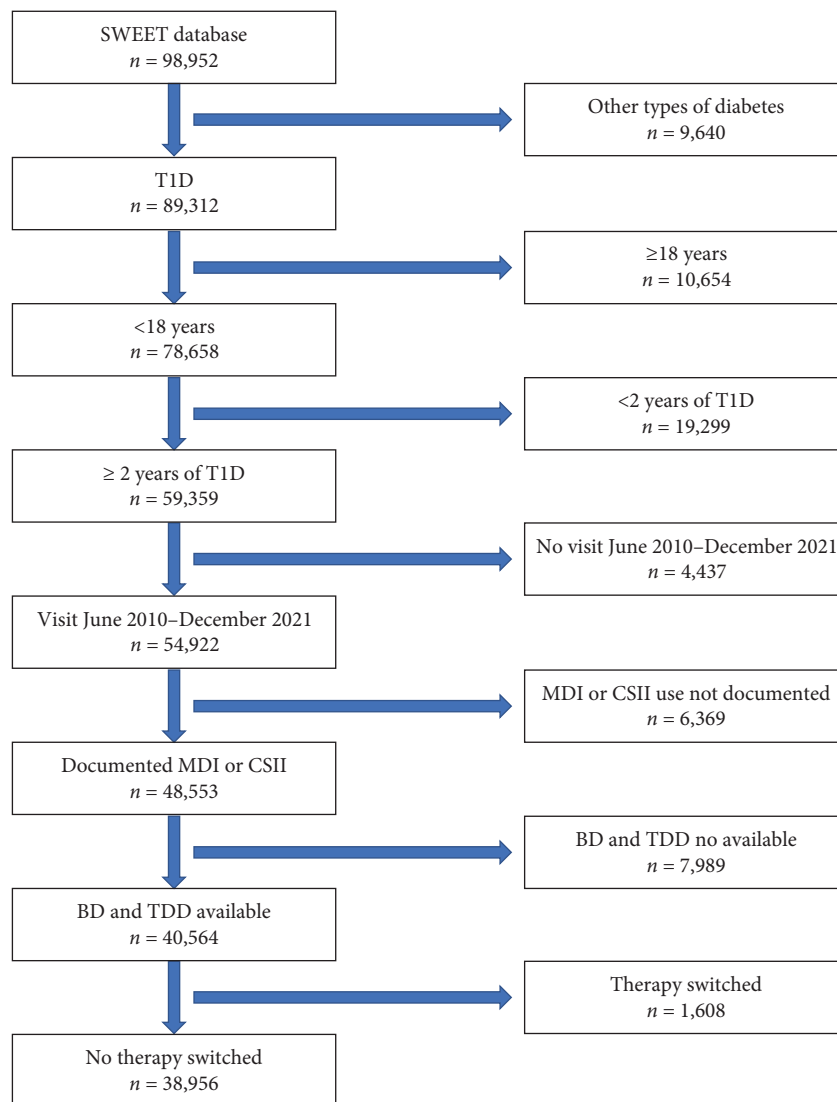 SWEET database
n = 98,952
Other types of diabetes
n = 9,640
T1D
n = 89,312
≥18 years
n = 10,654
<18 years
n = 78,658
<2 years of T1D
n = 19,299
≥ 2 years of T1D
n = 59,359
No visit June 2010–December 2021
n = 4,437
Visit June 2010–December 2021
n = 54,922
MDI or CSII use not documented
n = 6,369
Documented MDI or CSII
n = 48,553
BD and TDD no available
n = 7,989
BD and TDD available
n = 40,564
Therapy switched
n = 1,608
No therapy switched
n = 38,956